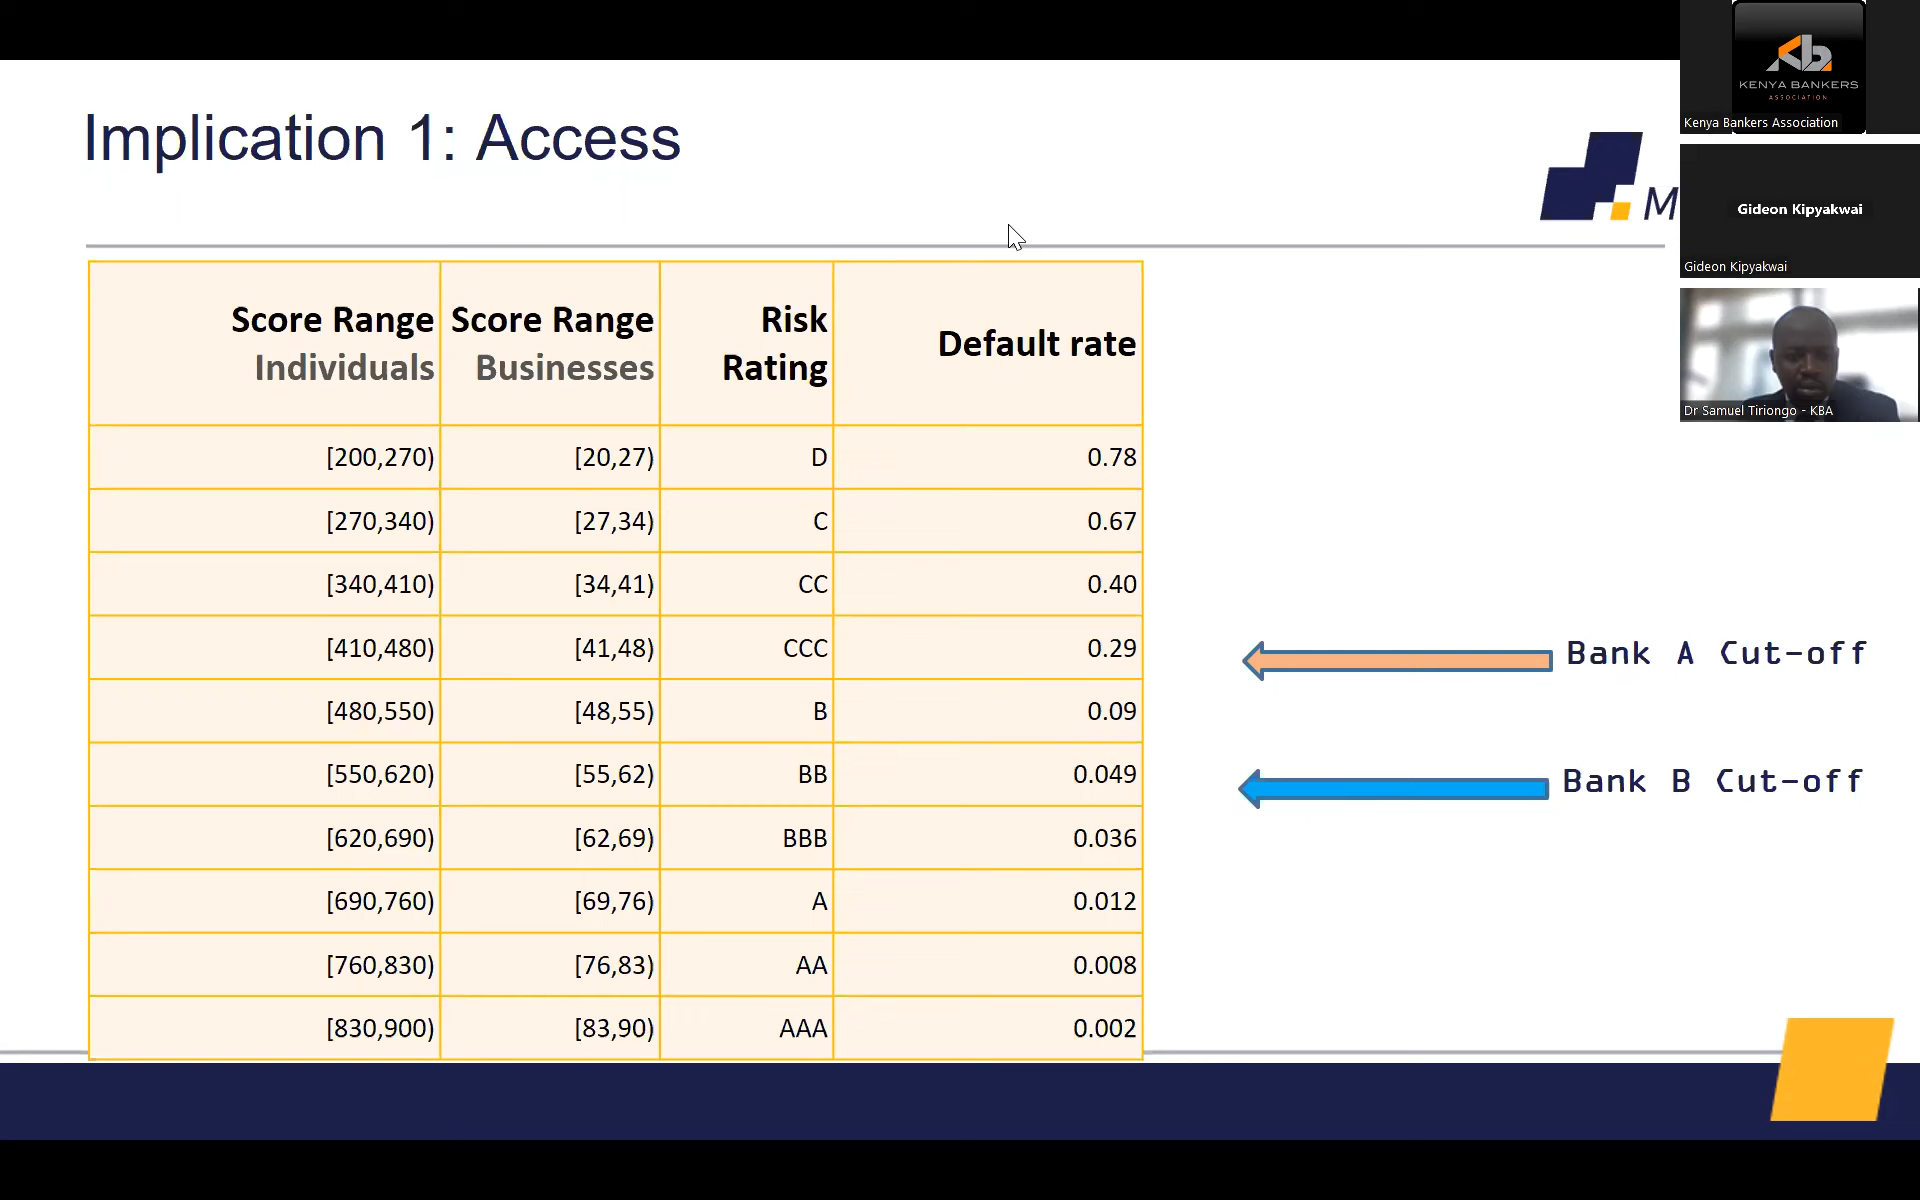 Implication 1: Access
M
KENYA BANKERS
ASSOCIATION
Kenya Bankers Association
Gideon Kipyakwai
Gideon Kipyakwai
Dr Samuel Tiriongo - KBA
Score Range Individuals Score Range Businesses Risk Rating Default rate
[200,270) [20,27) D 0.78
[270,340) [27,34) C 0.67
[340,410) [34,41) CC 0.40
[410,480) [41,48) CCC 0.29
Bank A Cut-off
[480,550) [48,55) B 0.09
[550,620) [55,62) BB 0.049
Bank B Cut-off
[620,690) [62,69) BBB 0.036
[690,760) [69,76) A 0.012
[760,830) [76,83) AA 0.008
[830,900) [83,90) AAA 0.002